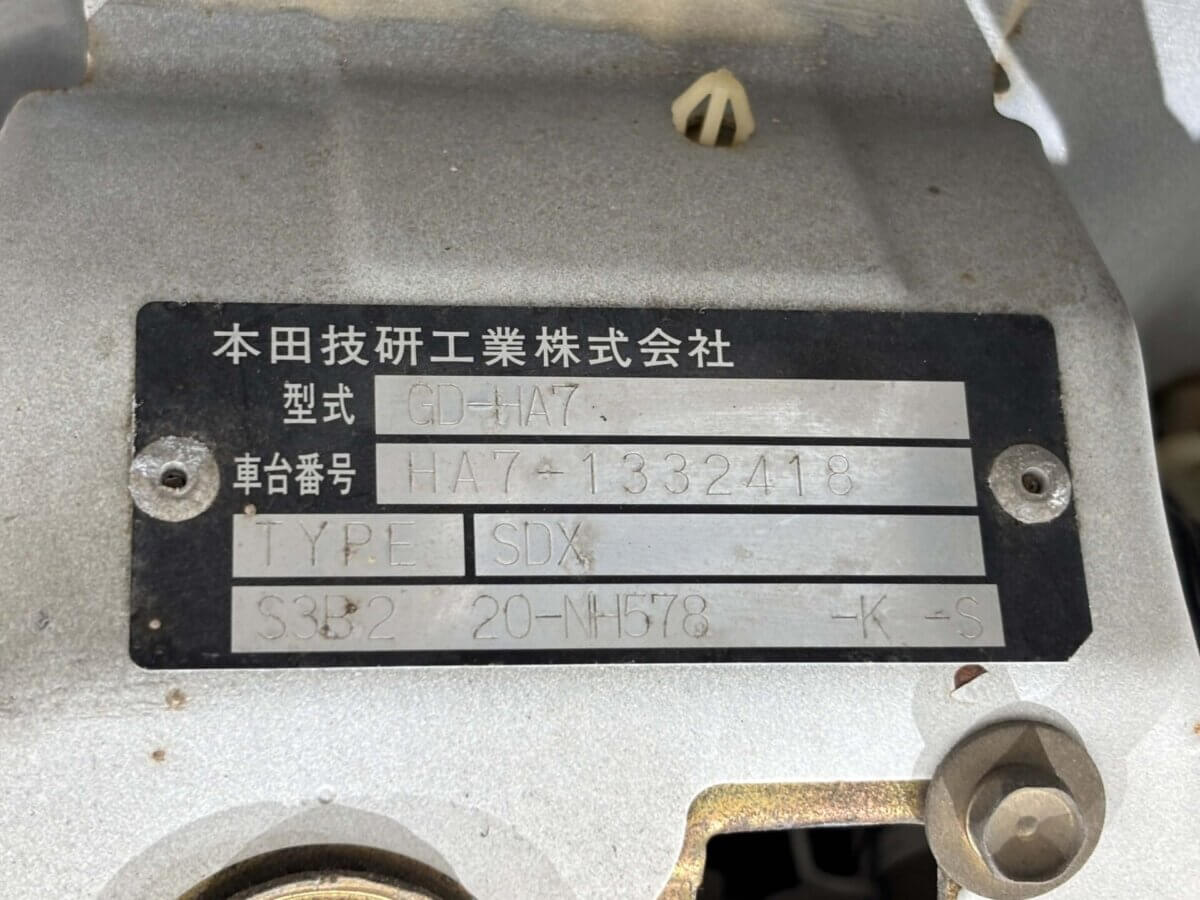 本田技研工業株式会社
型式 GD-HA7
車台番号 HA7-1332418
TYPE SDX
S3B2 20-NH578 -K -S